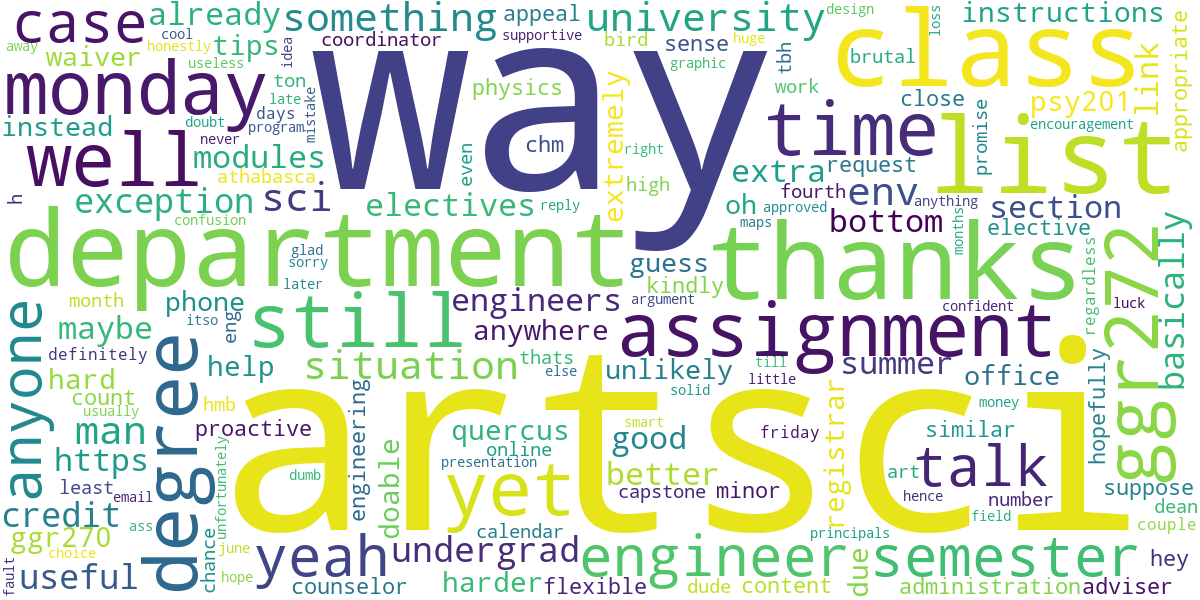 case
already
something
appeal
university
design
loss
instructions
away
cool
honestly
useless
waiver
tips
idea
coordinator
supportive
way
bird
sense
huge
graphic
tbh
brutal
class
link
appropriate
monday
ton
late
days
doubt
program
mistake
physics
extremely
work
close
psy201
instead
well
never
modules
athabasca
chm
even
right
high
time
promise
encouragement
list
extra
request
h
exception
sci
electives
reply
oh
fourth
env
anything
section
confusion
maps
approved
bottom
months
elective
department
glad
sorry
later
guess
kindly
thanks
regardless
ggr272
basically
anyone
month
phone
itso
eng
still
engineers
argument
confident
luck
maybe
definitely
degree
anywhere
assignment
help
situation
thats
else
unlikely
till
little
summer
office
hopefully
hard
count
usually
hmb
engineering
artsci
solid
money
man
proactive
unfortunately
quercus
online
smart
good
friday
registrar
similar
https
least
email
dumb
doable
presentation
yet
better
capstone
minor
art
talk
hence
number
suppose
credit
ass
calendar
field
dean
couple
ggr270
choice
chance
june
yeah
undergrad
engineer
due
principals
semester
hey
fault
useful
hope
counselor
harder
flexible
dude
content
administration
adviser